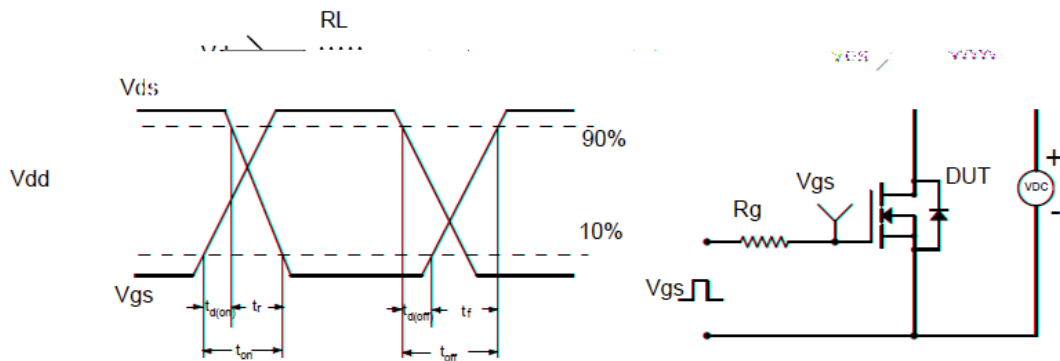 RL
Vds
90%
Vdd
10%
Vgs
td(on)
tr
td(off)
tf
ton
toff
Vgs
DUT
VDC
+
-
Rg
Vgs